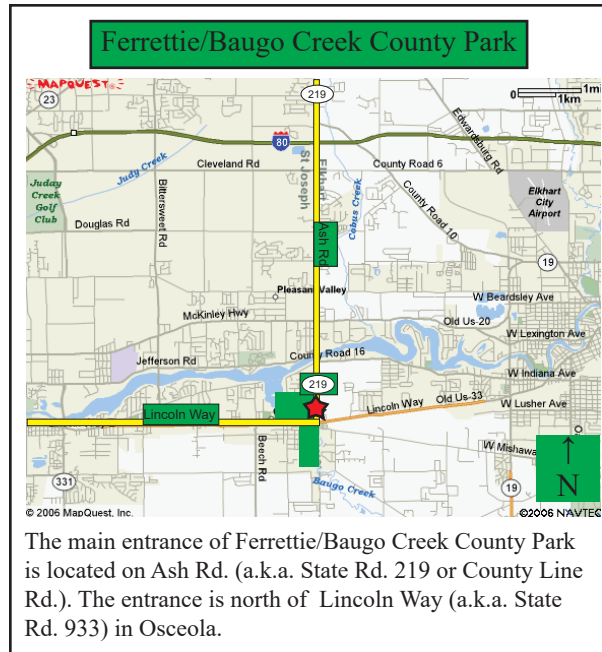 Ferrettie/Baugo Creek County Park
MAPQUEST
219
1mi
0
1km
23
80
Cleveland Rd
County Road 6
Edwardsburg Rd
Judy Creek
St Joseph
Elkhart
Cobus Creek
Juday
Creek
Golf
Club
Bittersweet Rd
Elkhart
City
Airport
Douglas Rd
Ash Rd
County Road 10
19
Pleasant Valley
W Beardsley Ave
McKinley Hwy
Old Us-20
W Lexington Ave
County Road 16
Jefferson Rd
W Indiana Ave
219
Lincoln Way
Lincoln Way
Old Us-33
W Lusher Ave
Beech Rd
W Mishawa
↑
N
331
Baugo Creek
19
© 2006 MapQuest, Inc.
©2006 NAVTEQ
The main entrance of Ferrettie/Baugo Creek County Park
is located on Ash Rd. (a.k.a. State Rd. 219 or County Line
Rd.). The entrance is north of Lincoln Way (a.k.a. State
Rd. 933) in Osceola.